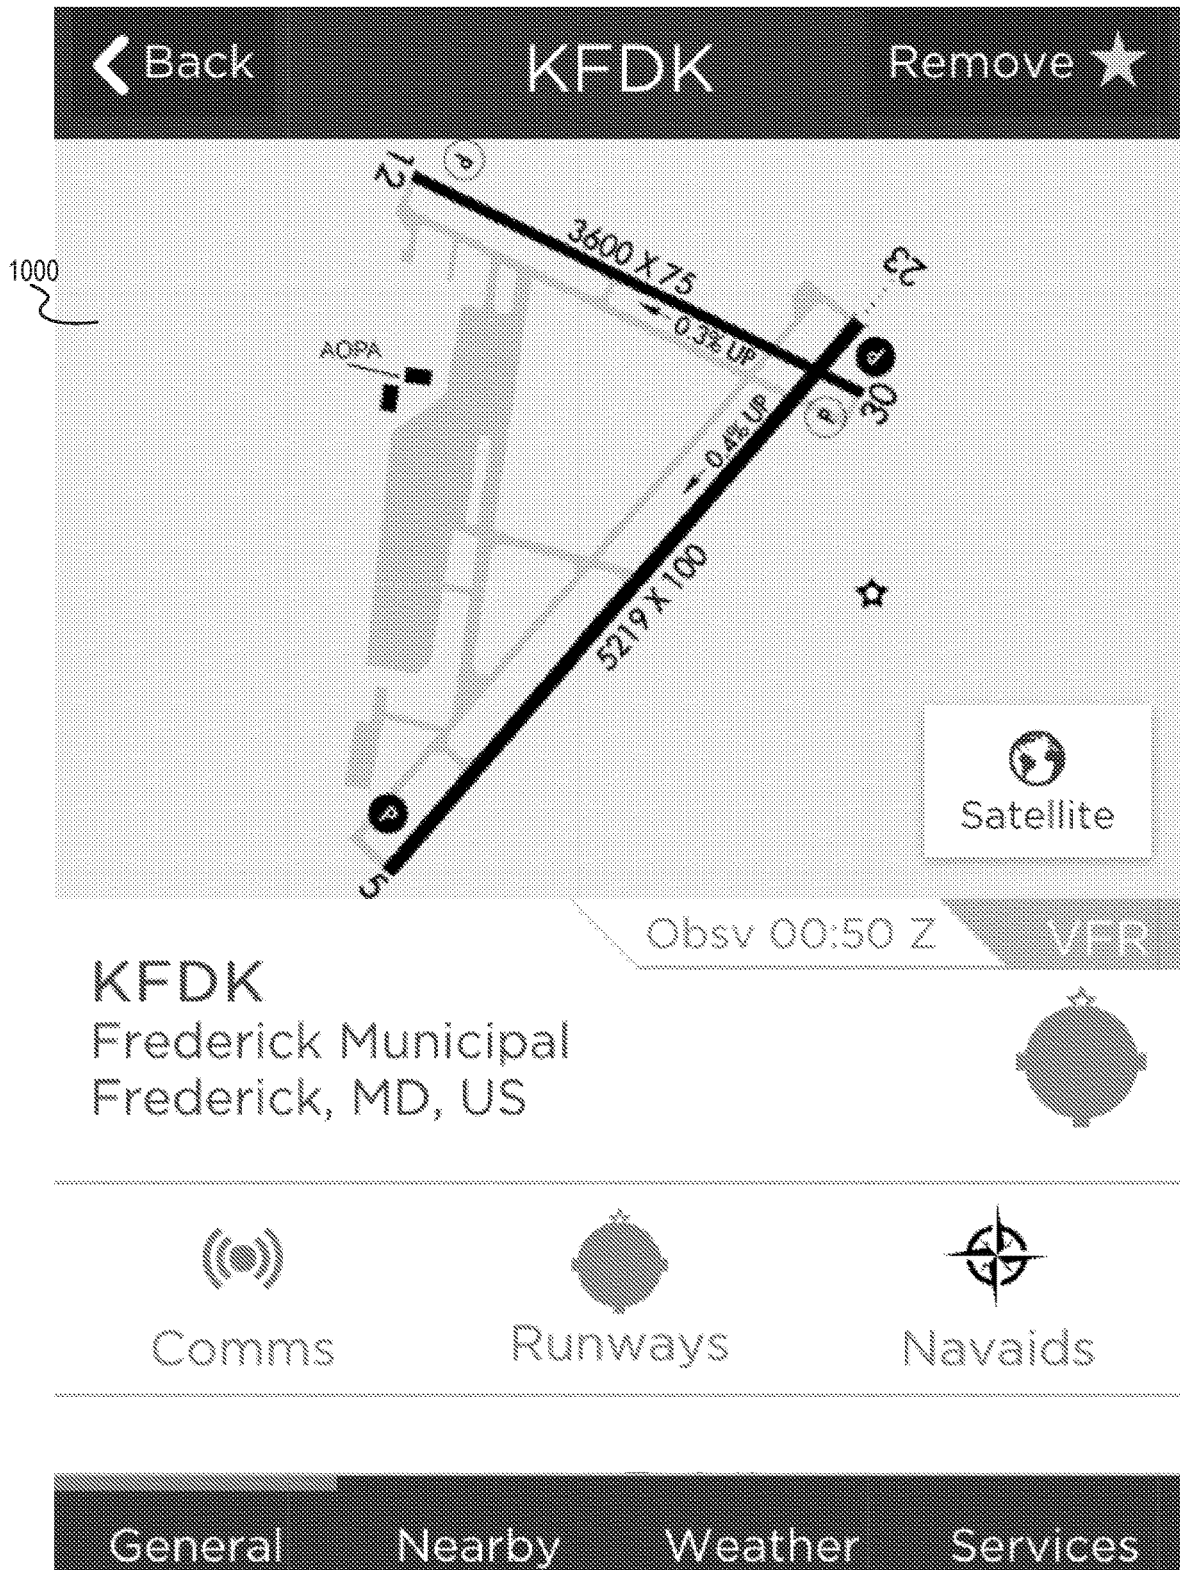 Back KFDK Remove
12
P
3600 X 75
23
1000
0.3% UP
AOPA
P
30
P
0.4% UP
5219 X 100
Satellite
P
5
Obsv 00:50 Z VFR
KFDK
Frederick Municipal
Frederick, MD, US
Comms Runways Navaids
General Nearby Weather Services